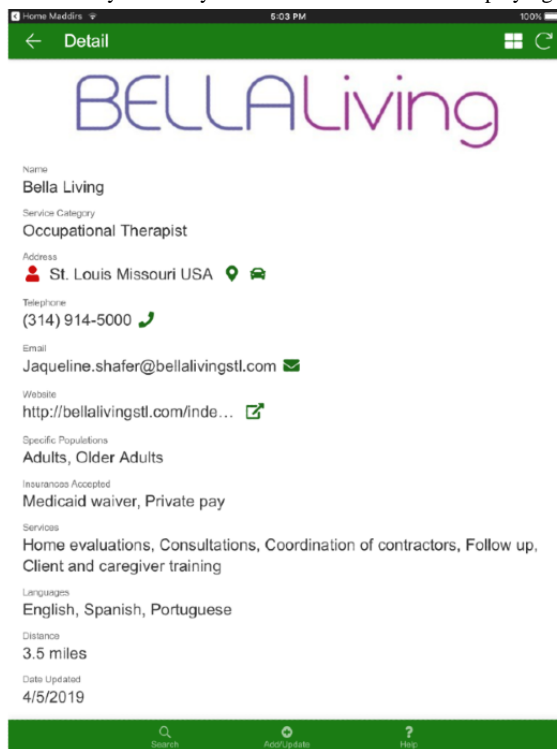 Home Maddirs 5:03 PM 100%
Detail
BELLALiving
Name
Bella Living
Service Category
Occupational Therapist
Address
St. Louis Missouri USA
Telephone
(314) 914-5000
Email
Jaqueline.shafer@bellalivingstl.com
Website
http://bellalivingstl.com/inde...
Specific Populations
Adults, Older Adults
Insurances Accepted
Medicaid waiver, Private pay
Services
Home evaluations, Consultations, Coordination of contractors, Follow up,
Client and caregiver training
Languages
English, Spanish, Portuguese
Distance
3.5 miles
Date Updated
4/5/2019
Search Add/Update Help